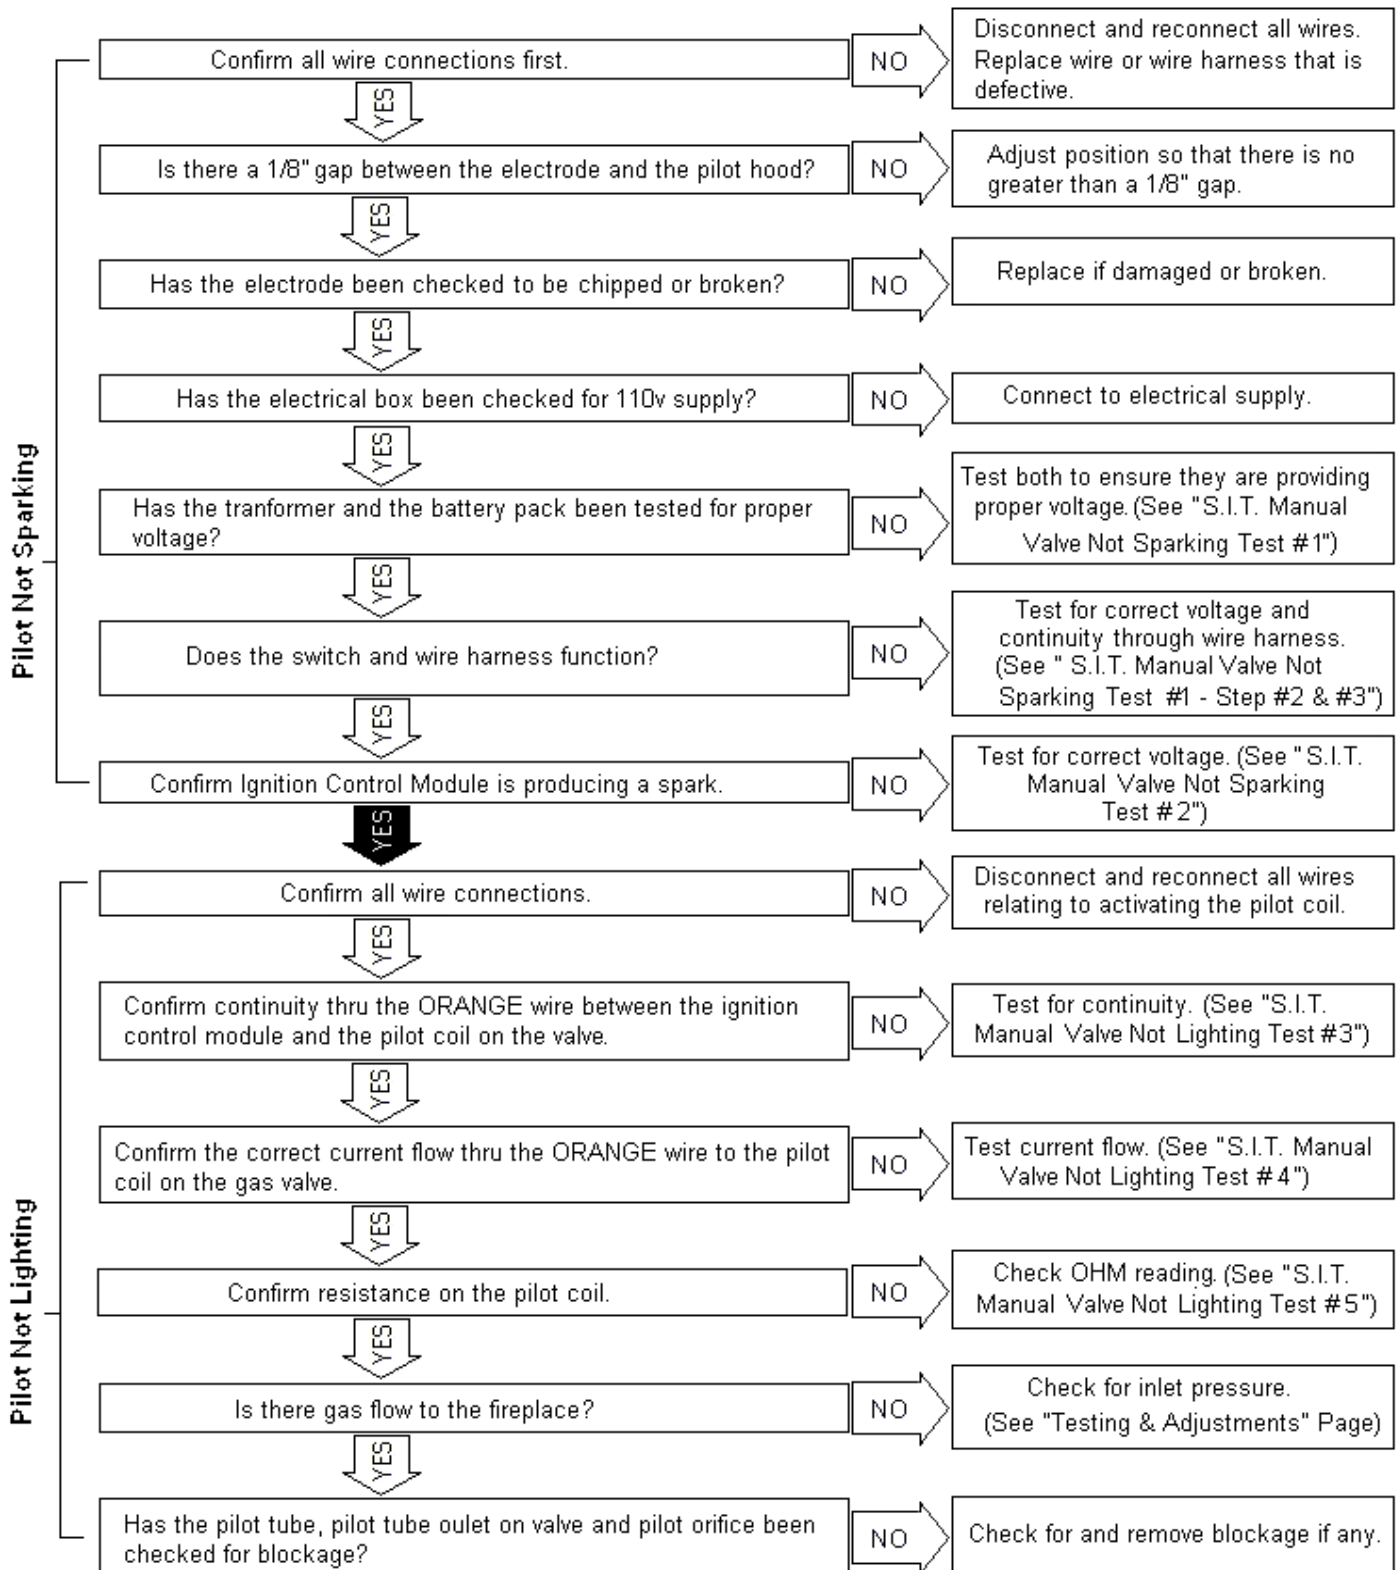 Pilot Not Sparking
Confirm all wire connections first.
NO
Disconnect and reconnect all wires.
Replace wire or wire harness that is
defective.
YES
Is there a 1/8" gap between the electrode and the pilot hood?
NO
Adjust position so that there is no
greater than a 1/8" gap.
YES
Has the electrode been checked to be chipped or broken?
NO
Replace if damaged or broken.
YES
Has the electrical box been checked for 110v supply?
NO
Connect to electrical supply.
YES
Has the tranformer and the battery pack been tested for proper
voltage?
NO
Test both to ensure they are providing
proper voltage. (See "S.I.T. Manual
Valve Not Sparking Test #1")
YES
Does the switch and wire harness function?
NO
Test for correct voltage and
continuity through wire harness.
(See " S.I.T. Manual Valve Not
Sparking Test #1 - Step #2 & #3")
YES
Confirm Ignition Control Module is producing a spark.
NO
Test for correct voltage. (See " S.I.T.
Manual Valve Not Sparking
Test #2")
YES
Pilot Not Lighting
Confirm all wire connections.
NO
Disconnect and reconnect all wires
relating to activating the pilot coil.
YES
Confirm continuity thru the ORANGE wire between the ignition
control module and the pilot coil on the valve.
NO
Test for continuity. (See "S.I.T.
Manual Valve Not Lighting Test #3")
YES
Confirm the correct current flow thru the ORANGE wire to the pilot
coil on the gas valve.
NO
Test current flow. (See "S.I.T. Manual
Valve Not Lighting Test #4")
YES
Confirm resistance on the pilot coil.
NO
Check OHM reading. (See "S.I.T.
Manual Valve Not Lighting Test #5")
YES
Is there gas flow to the fireplace?
NO
Check for inlet pressure.
(See "Testing & Adjustments" Page)
YES
Has the pilot tube, pilot tube oulet on valve and pilot orifice been
checked for blockage?
NO
Check for and remove blockage if any.